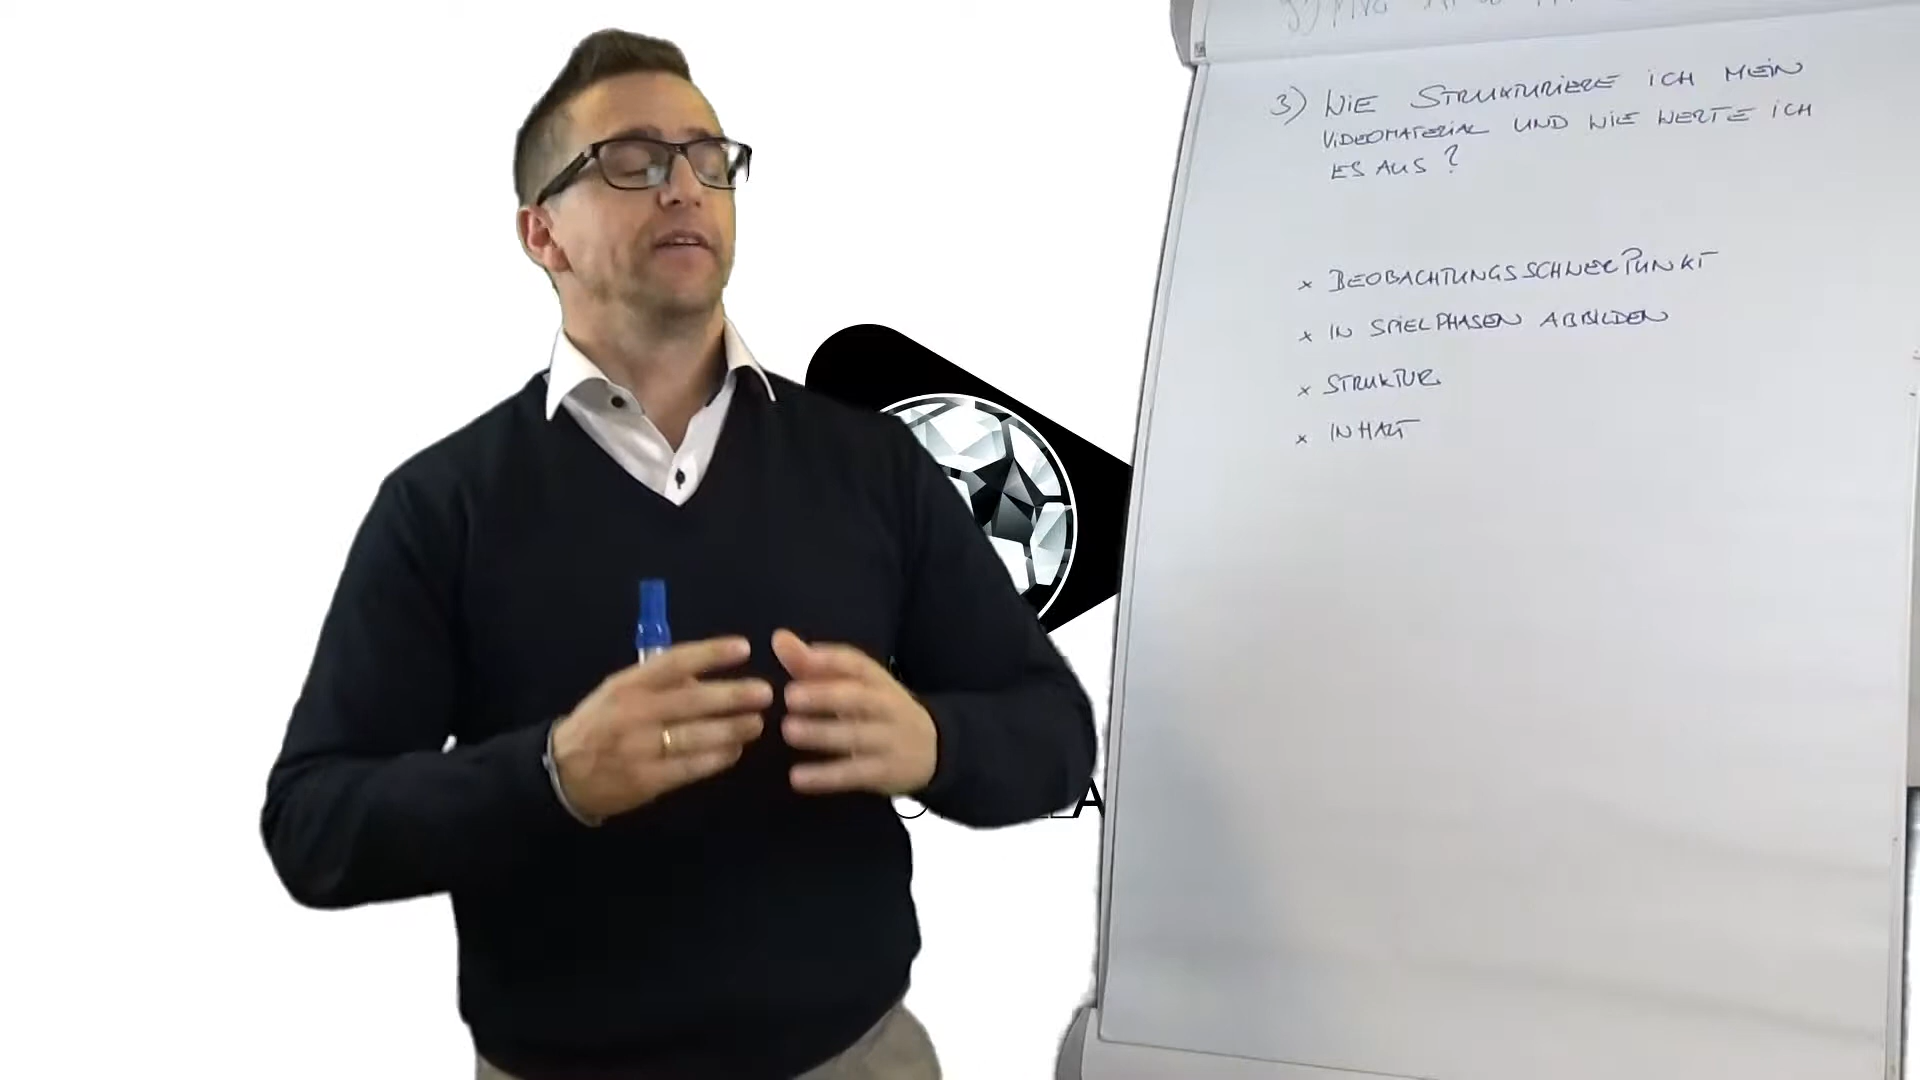 3) WIE STRUKTURIERE ICH MEIN
VIDEOMATERIAL UND WIE WERTE ICH
ES AUS?
x BEOBACHTUNGSSCHWERPUNKT
x IN SPIELPHASEN ABBILDEN
x STRUKTUR
x INHALT